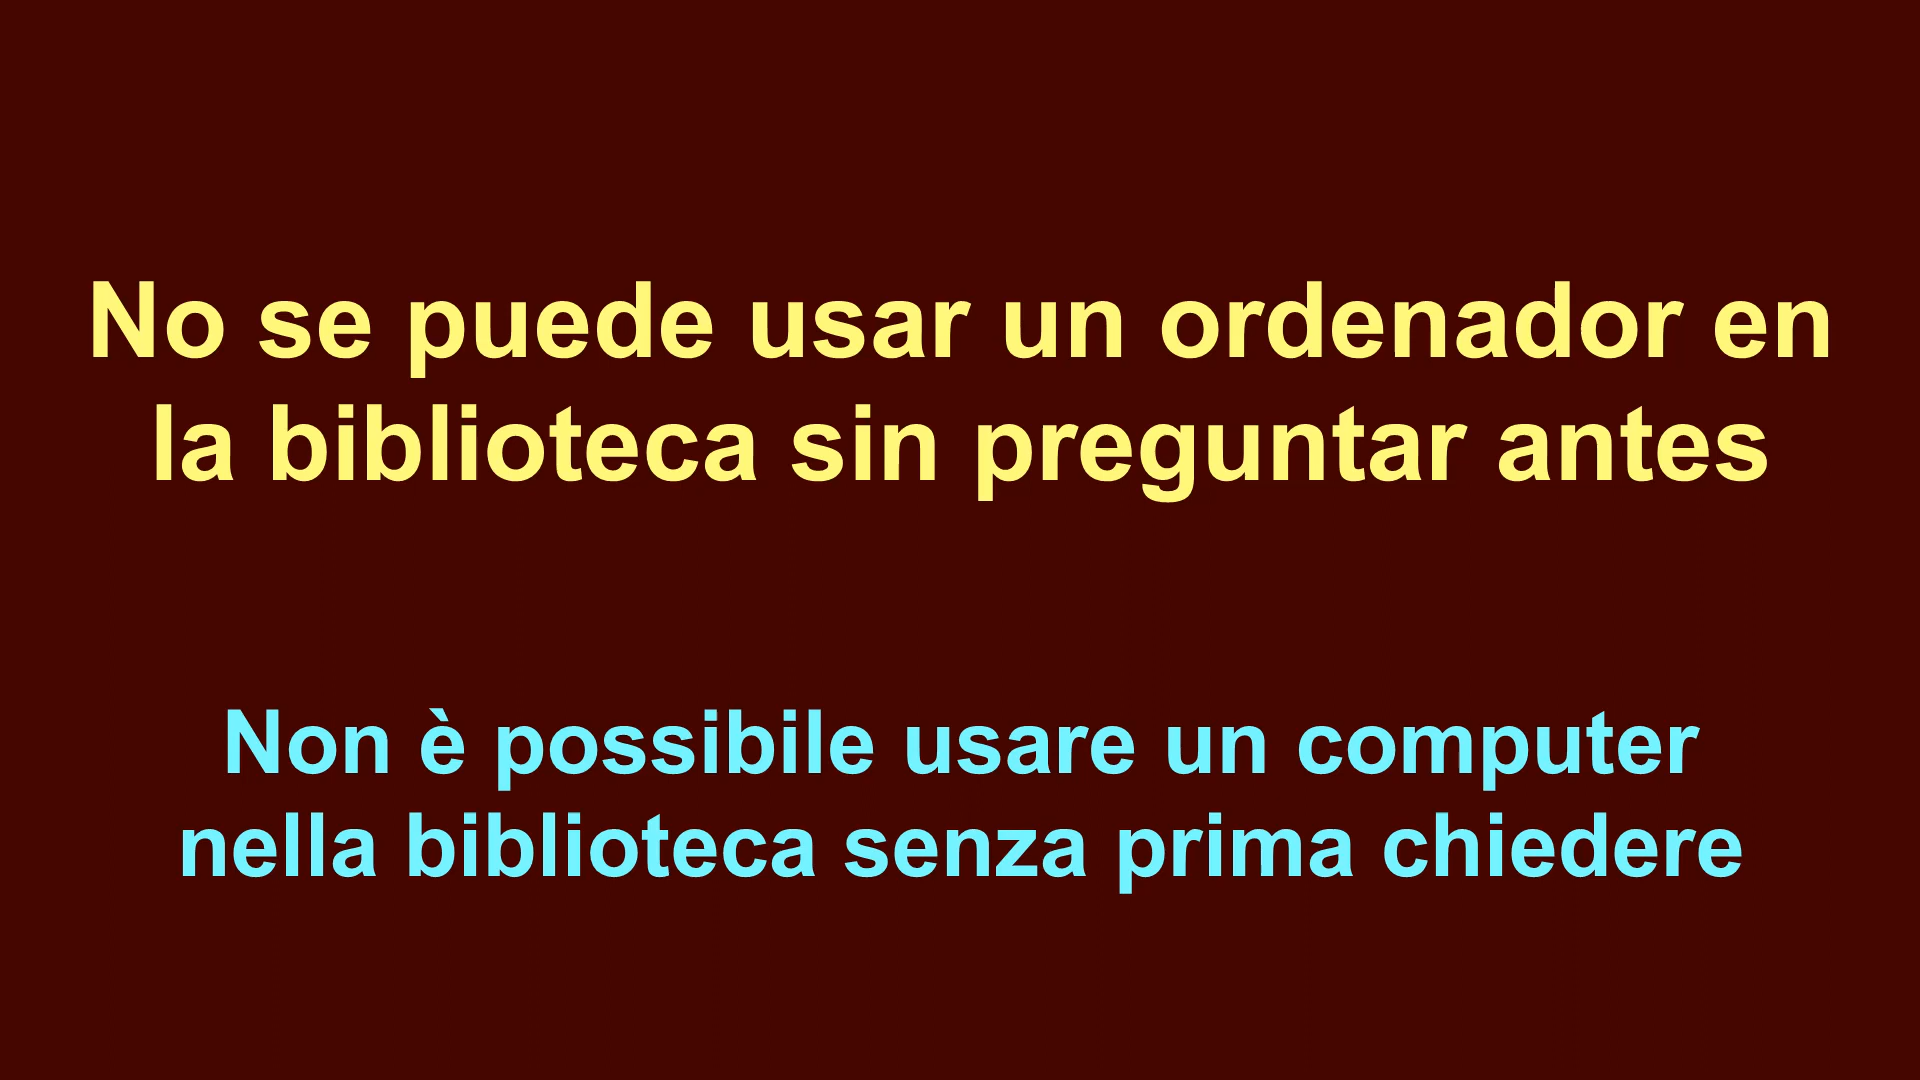 No se puede usar un ordenador en
la biblioteca sin preguntar antes
Non è possibile usare un computer
nella biblioteca senza prima chiedere